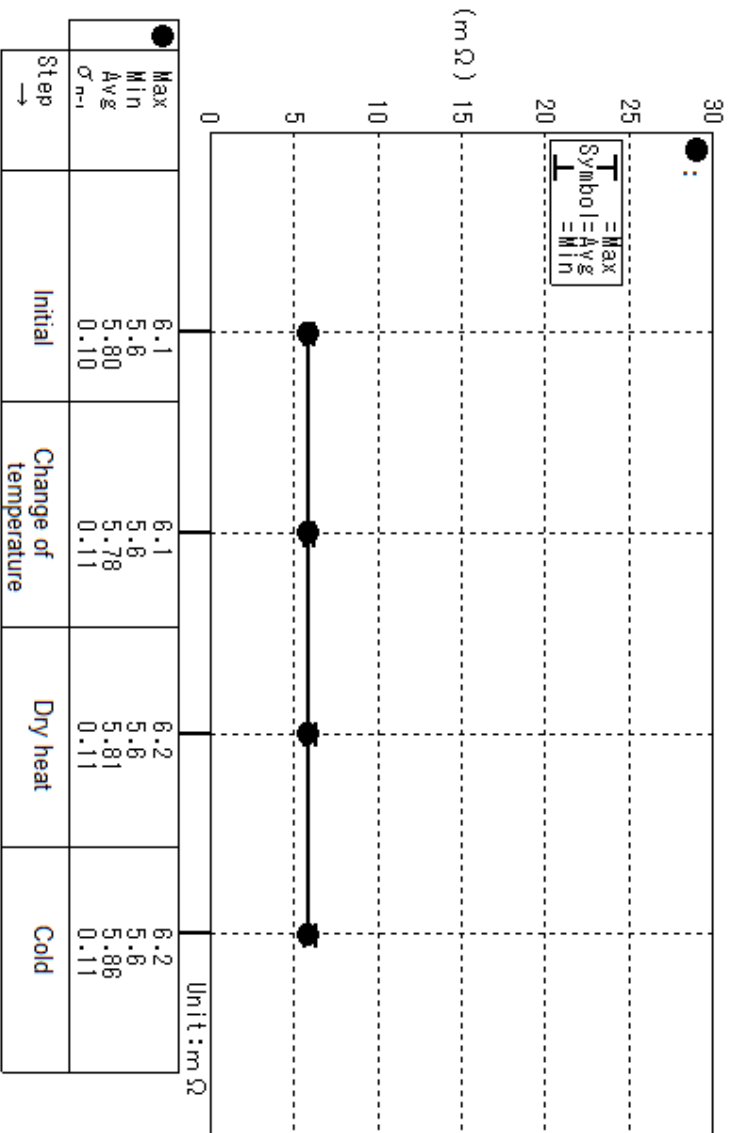 (mΩ)
30
25
20
15
10
5
0
:
=Max
Symbol=Avg
=Min
Unit:mΩ
Max 6.1 6.1 6.2 6.2
Min 5.6 5.6 5.6 5.6
Avg 5.80 5.78 5.81 5.86
σn-1 0.10 0.11 0.11 0.11
Step → Initial Change of temperature Dry heat Cold